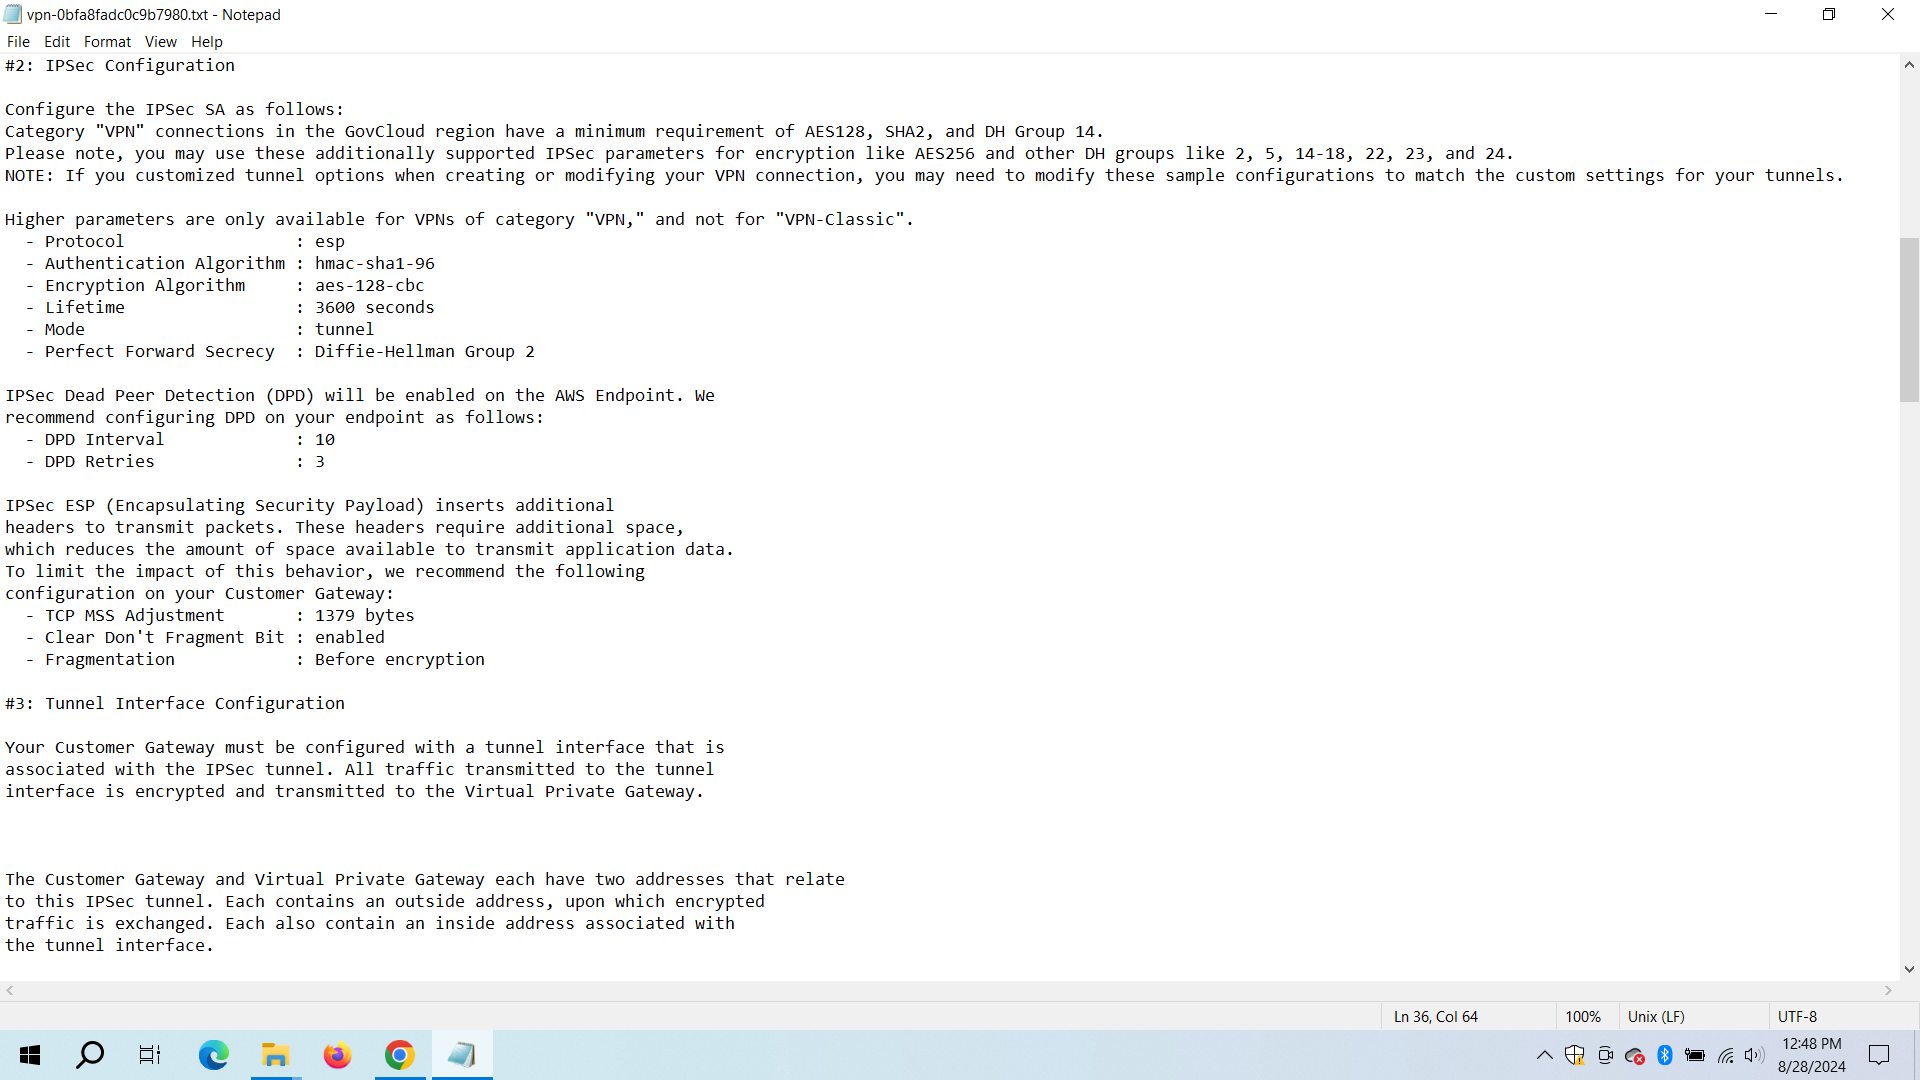 vpn-0bfa8fadc0c9b7980.txt - Notepad
File Edit Format View Help
#2: IPSec Configuration
Configure the IPSec SA as follows:
Category "VPN" connections in the GovCloud region have a minimum requirement of AES128, SHA2, and DH Group 14.
Please note, you may use these additionally supported IPSec parameters for encryption like AES256 and other DH groups like 2, 5, 14-18, 22, 23, and 24.
NOTE: If you customized tunnel options when creating or modifying your VPN connection, you may need to modify these sample configurations to match the custom settings for your tunnels.
Higher parameters are only available for VPNs of category "VPN," and not for "VPN-Classic".
- Protocol : esp
- Authentication Algorithm : hmac-sha1-96
- Encryption Algorithm : aes-128-cbc
- Lifetime : 3600 seconds
- Mode : tunnel
- Perfect Forward Secrecy : Diffie-Hellman Group 2
IPSec Dead Peer Detection (DPD) will be enabled on the AWS Endpoint. We
recommend configuring DPD on your endpoint as follows:
- DPD Interval : 10
- DPD Retries : 3
IPSec ESP (Encapsulating Security Payload) inserts additional
headers to transmit packets. These headers require additional space,
which reduces the amount of space available to transmit application data.
To limit the impact of this behavior, we recommend the following
configuration on your Customer Gateway:
- TCP MSS Adjustment : 1379 bytes
- Clear Don't Fragment Bit : enabled
- Fragmentation : Before encryption
#3: Tunnel Interface Configuration
Your Customer Gateway must be configured with a tunnel interface that is
associated with the IPSec tunnel. All traffic transmitted to the tunnel
interface is encrypted and transmitted to the Virtual Private Gateway.
The Customer Gateway and Virtual Private Gateway each have two addresses that relate
to this IPSec tunnel. Each contains an outside address, upon which encrypted
traffic is exchanged. Each also contain an inside address associated with
the tunnel interface.
Ln 36, Col 64 100% Unix (LF) UTF-8
12:48 PM
8/28/2024